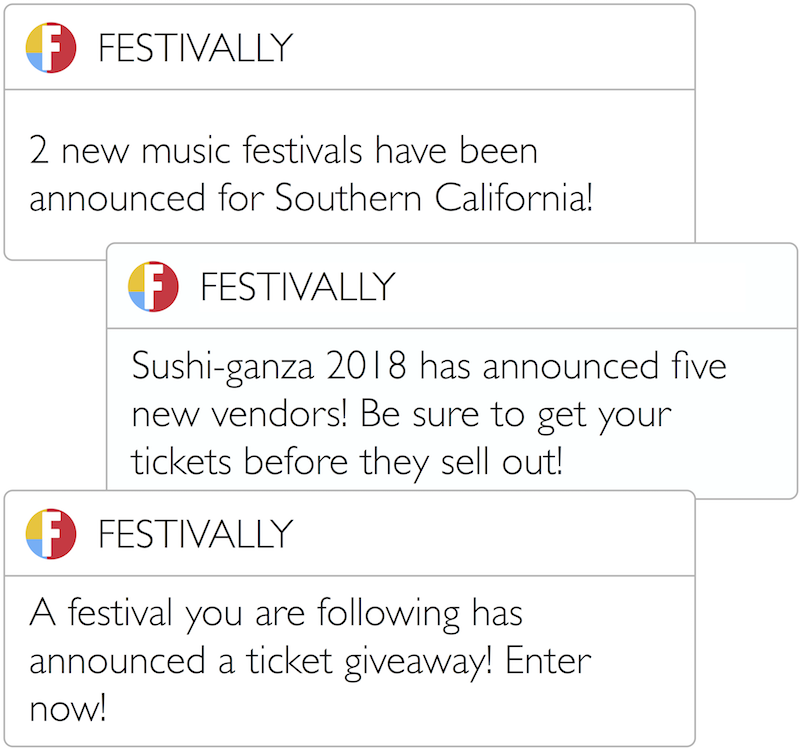 FESTIVALLY
2 new music festivals have been
announced for Southern California!
FESTIVALLY
Sushi-ganza 2018 has announced five
new vendors! Be sure to get your
tickets before they sell out!
FESTIVALLY
A festival you are following has
announced a ticket giveaway! Enter
now!